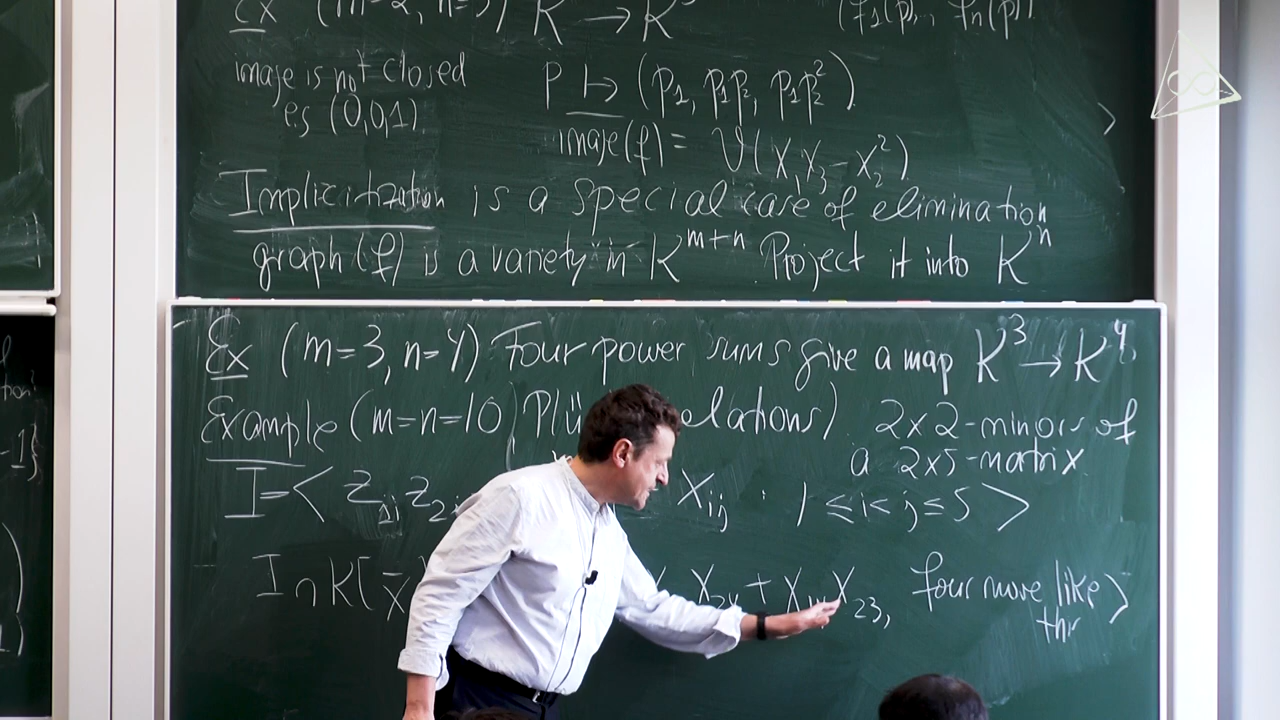 Ex (m=2, n=3) K → K³ (f₁(p), fₙ(p))
image is not closed
eg (0,0,1)
p ↦ (p₁, p₁p₂, p₁p₂²)
image(f) = V(x₁x₃ − x₂²)
Implicitization is a special case of elimination
graph(f) is a variety in K^{m+n} Project it into K^n
Ex (m=3, n=4) Four power sums give a map K³ → K⁴.
Example (m=n=10, Plü elations) 2×2-minors of
a 2×5-matrix
I = < z₁ᵢ z₂ xᵢⱼ : 1 ≤ i < j ≤ 5 >
I ∩ K[x x₂₄ + x₁₄ x₂₃, four more like >
this